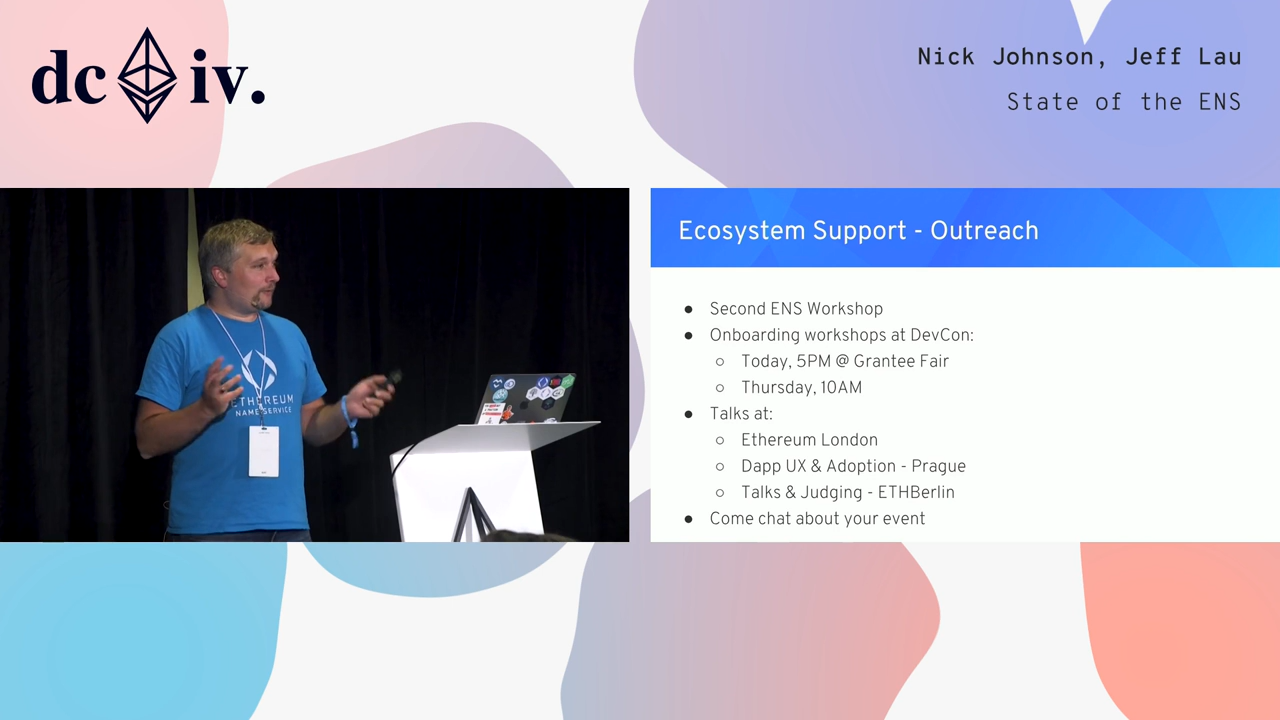 dc iv.
Nick Johnson, Jeff Lau
State of the ENS
ETHEREUM
NAME SERVICE
Ecosystem Support - Outreach
● Second ENS Workshop
● Onboarding workshops at DevCon:
○ Today, 5PM @ Grantee Fair
○ Thursday, 10AM
● Talks at:
○ Ethereum London
○ Dapp UX & Adoption - Prague
○ Talks & Judging - ETHBerlin
● Come chat about your event